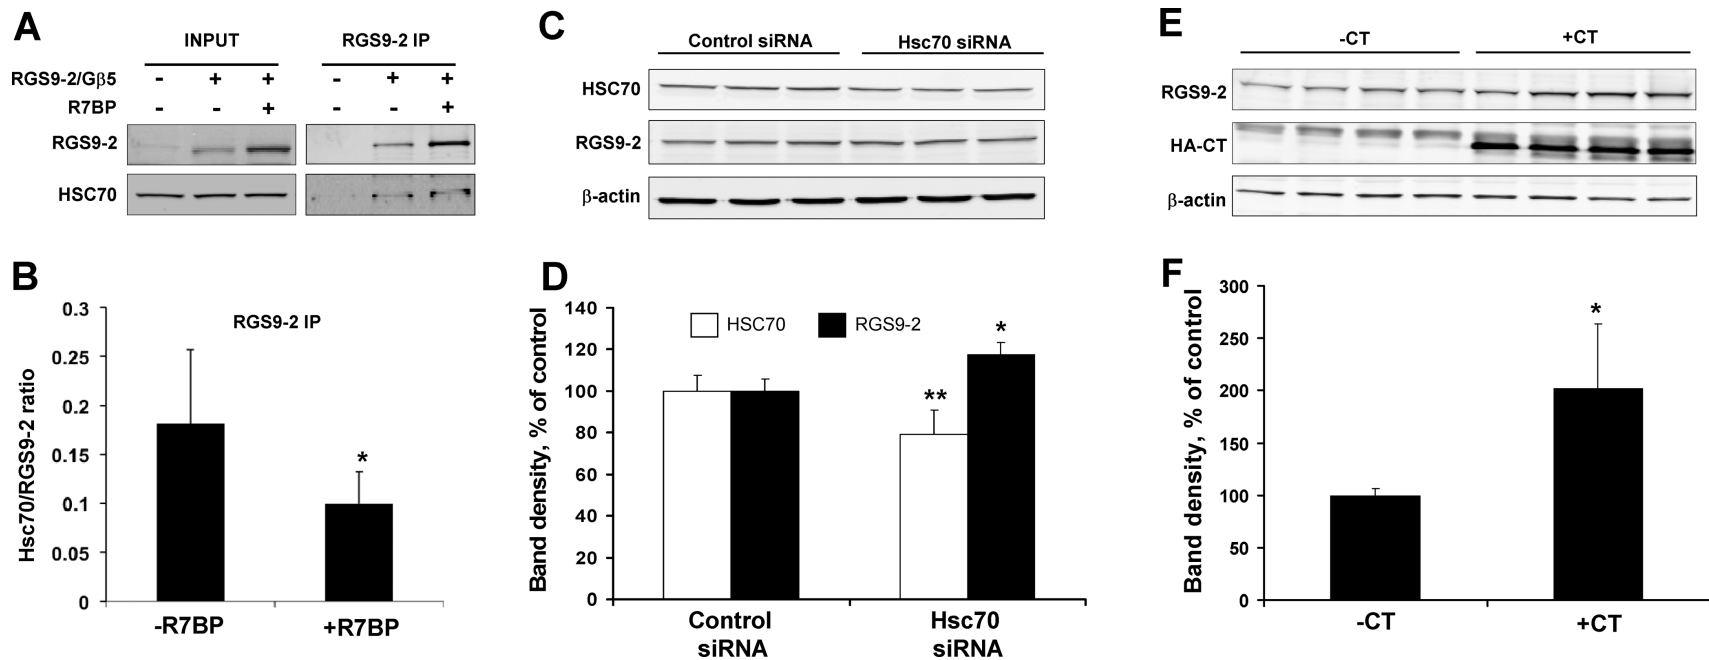 A
INPUT
RGS9-2 IP
RGS9-2/Gβ5
- + +
- + +
R7BP
- - +
- - +
RGS9-2
HSC70
B
RGS9-2 IP
Hsc70/RGS9-2 ratio
0.3
0.25
0.2
0.15
0.1
0.05
0
*
-R7BP
+R7BP
C
Control siRNA
Hsc70 siRNA
HSC70
RGS9-2
β-actin
D
Band density, % of control
140
120
100
80
60
40
20
0
HSC70
RGS9-2
**
*
Control
siRNA
Hsc70
siRNA
E
-CT
+CT
RGS9-2
HA-CT
β-actin
F
Band density, % of control
300
250
200
150
100
50
0
*
-CT
+CT